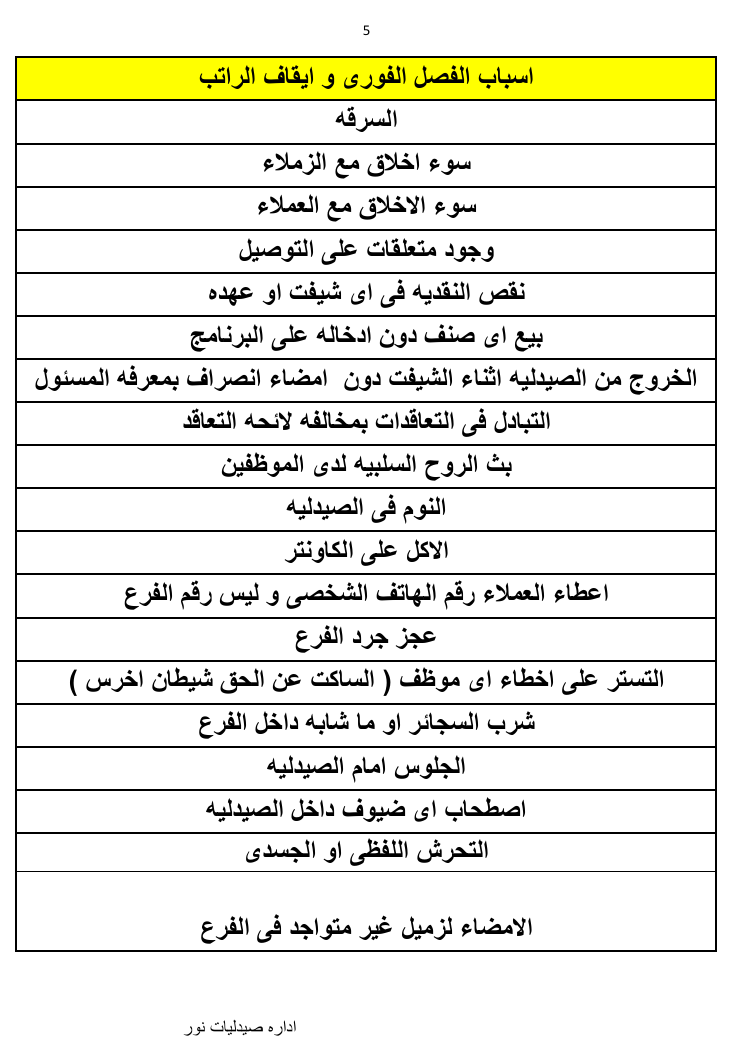 5
اسباب الفصل الفورى و ايقاف الراتب
السرقه
سوء اخلاق مع الزملاء
سوء الاخلاق مع العملاء
وجود متعلقات على التوصيل
نقص النقديه فى اى شيفت او عهده
بيع اى صنف دون ادخاله على البرنامج
الخروج من الصيدليه اثناء الشيفت دون امضاء انصراف بمعرفه المسئول
التبادل فى التعاقدات بمخالفه لائحه التعاقد
بث الروح السلبيه لدى الموظفين
النوم فى الصيدليه
الاكل على الكاونتر
اعطاء العملاء رقم الهاتف الشخصى و ليس رقم الفرع
عجز جرد الفرع
التستر على اخطاء اى موظف ( الساكت عن الحق شيطان اخرس )
شرب السجائر او ما شابه داخل الفرع
الجلوس امام الصيدليه
اصطحاب اى ضيوف داخل الصيدليه
التحرش اللفظى او الجسدى
الامضاء لزميل غير متواجد فى الفرع
اداره صيدليات نور